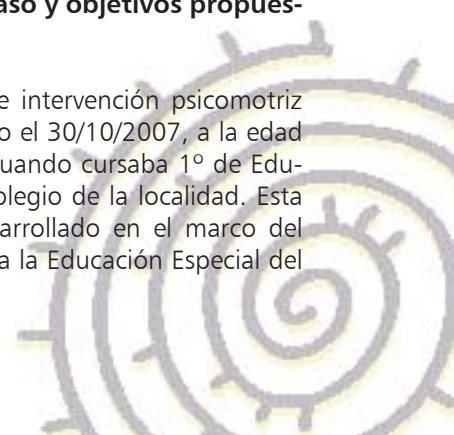 aso y objetivos propues-
e intervención psicomotriz
o el 30/10/2007, a la edad
uando cursaba 1º de Edu-
olegio de la localidad. Esta
arrollado en el marco del
a la Educación Especial del